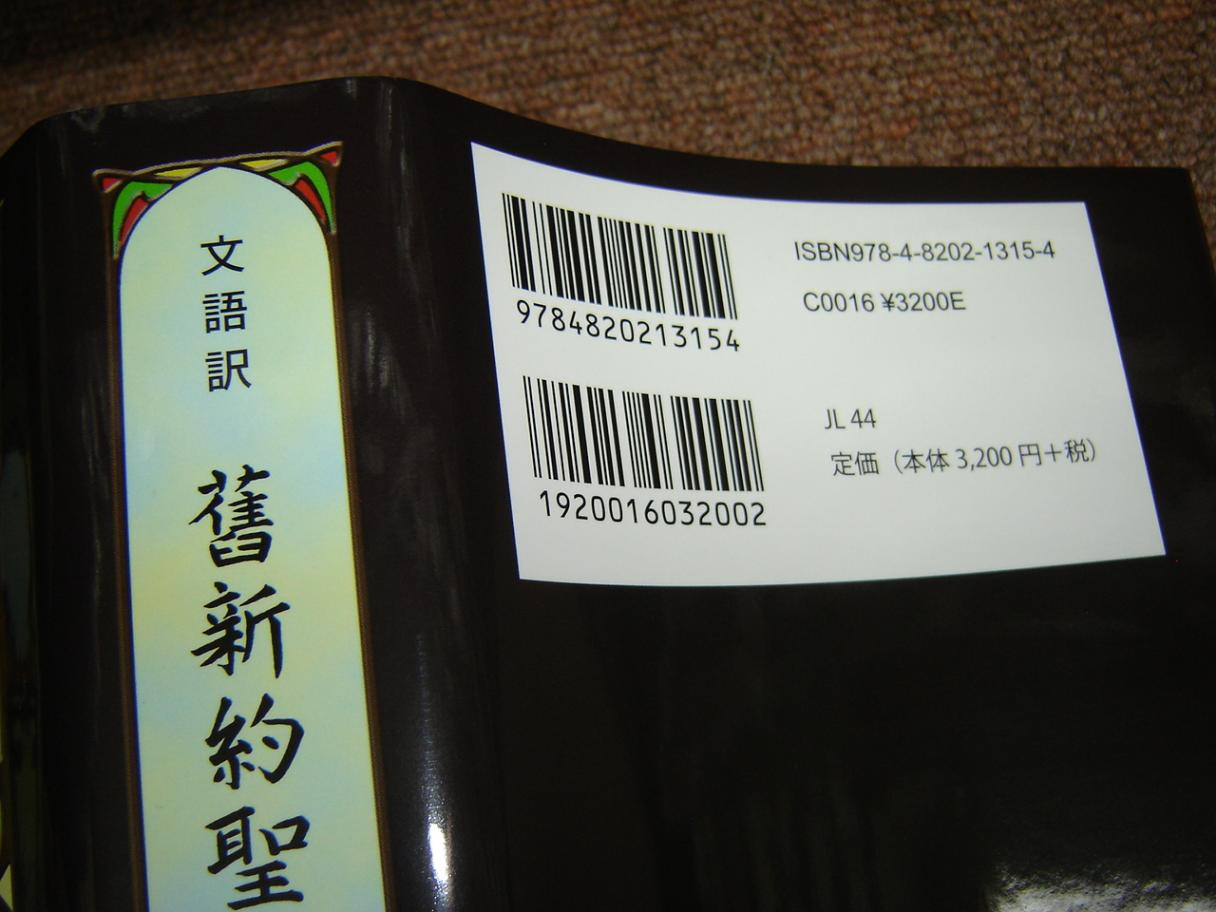 文語訳 舊新約聖
9784820213154
ISBN978-4-8202-1315-4
C0016 ¥3200E
1920016032002
JL 44
定価（本体 3,200 円＋税）